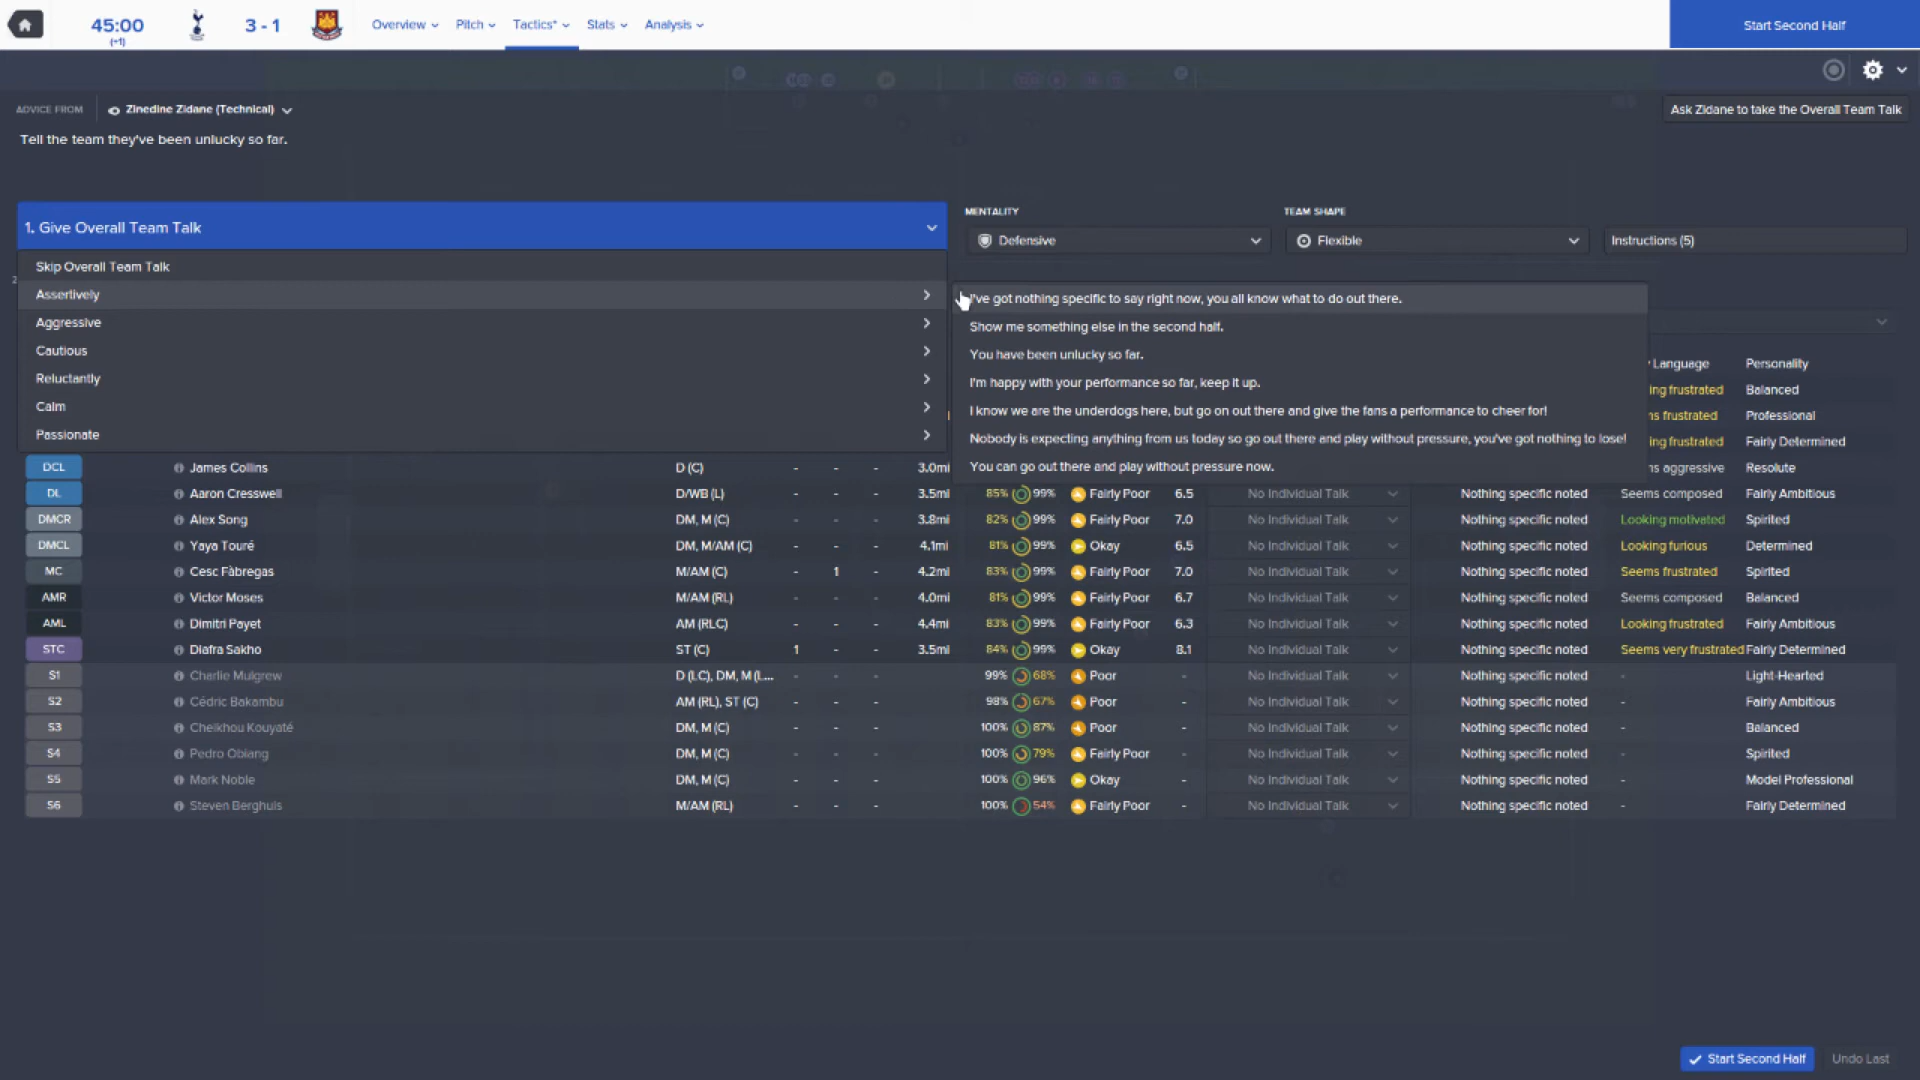 45:00
(+1)
3 - 1
Overview
Pitch
Tactics*
Stats
Analysis
Start Second Half
ADVICE FROM
Zinedine Zidane (Technical)
Ask Zidane to take the Overall Team Talk
Tell the team they've been unlucky so far.
1. Give Overall Team Talk
MENTALITY
Defensive
TEAM SHAPE
Flexible
Instructions (5)
Skip Overall Team Talk
2
Assertively
Aggressive
Cautious
Reluctantly
Calm
Passionate
I've got nothing specific to say right now, you all know what to do out there.
Show me something else in the second half.
You have been unlucky so far.
I'm happy with your performance so far, keep it up.
I know we are the underdogs here, but go on out there and give the fans a performance to cheer for!
Nobody is expecting anything from us today so go out there and play without pressure, you've got nothing to lose!
You can go out there and play without pressure now.
Language Personality
ng frustrated Balanced
ns frustrated Professional
ng frustrated Fairly Determined
DCL James Collins D (C) - - - 3.0mi ns aggressive Resolute
DL Aaron Cresswell D/WB (L) - - - 3.5mi 85% 99% Fairly Poor 6.5 No Individual Talk Nothing specific noted Seems composed Fairly Ambitious
DMCR Alex Song DM, M (C) - - - 3.8mi 82% 99% Fairly Poor 7.0 No Individual Talk Nothing specific noted Looking motivated Spirited
DMCL Yaya Touré DM, M/AM (C) - - - 4.1mi 81% 99% Okay 6.5 No Individual Talk Nothing specific noted Looking furious Determined
MC Cesc Fàbregas M/AM (C) - 1 - 4.2mi 83% 99% Fairly Poor 7.0 No Individual Talk Nothing specific noted Seems frustrated Spirited
AMR Victor Moses M/AM (RL) - - - 4.0mi 81% 99% Fairly Poor 6.7 No Individual Talk Nothing specific noted Seems composed Balanced
AML Dimitri Payet AM (RLC) - - - 4.4mi 83% 99% Fairly Poor 6.3 No Individual Talk Nothing specific noted Looking frustrated Fairly Ambitious
STC Diafra Sakho ST (C) 1 - - 3.5mi 84% 99% Okay 8.1 No Individual Talk Nothing specific noted Seems very frustrated Fairly Determined
S1 Charlie Mulgrew D (LC), DM, M (L... - - - 99% 68% Poor - No Individual Talk Nothing specific noted - Light-Hearted
S2 Cédric Bakambu AM (RL), ST (C) - - - 98% 67% Poor - No Individual Talk Nothing specific noted - Fairly Ambitious
S3 Cheikhou Kouyaté DM, M (C) - - - 100% 87% Poor - No Individual Talk Nothing specific noted - Balanced
S4 Pedro Obiang DM, M (C) - - - 100% 79% Fairly Poor - No Individual Talk Nothing specific noted - Spirited
S5 Mark Noble DM, M (C) - - - 100% 96% Okay - No Individual Talk Nothing specific noted - Model Professional
S6 Steven Berghuis M/AM (RL) - - - 100% 54% Fairly Poor - No Individual Talk Nothing specific noted - Fairly Determined
Start Second Half
Undo Last